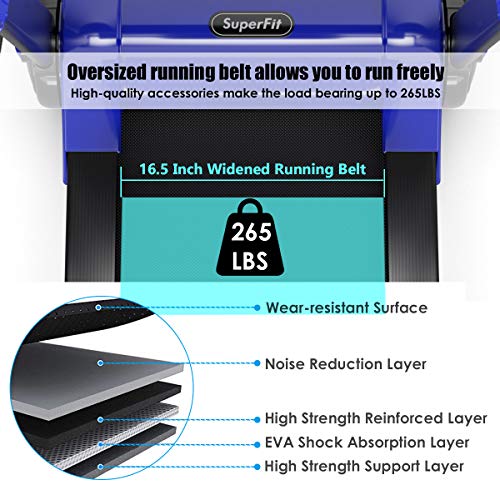 SuperFit
Oversized running belt allows you to run freely
High-quality accessories make the load bearing up to 265LBS
16.5 Inch Widened Running Belt
265
LBS
Wear-resistant Surface
Noise Reduction Layer
High Strength Reinforced Layer
EVA Shock Absorption Layer
High Strength Support Layer